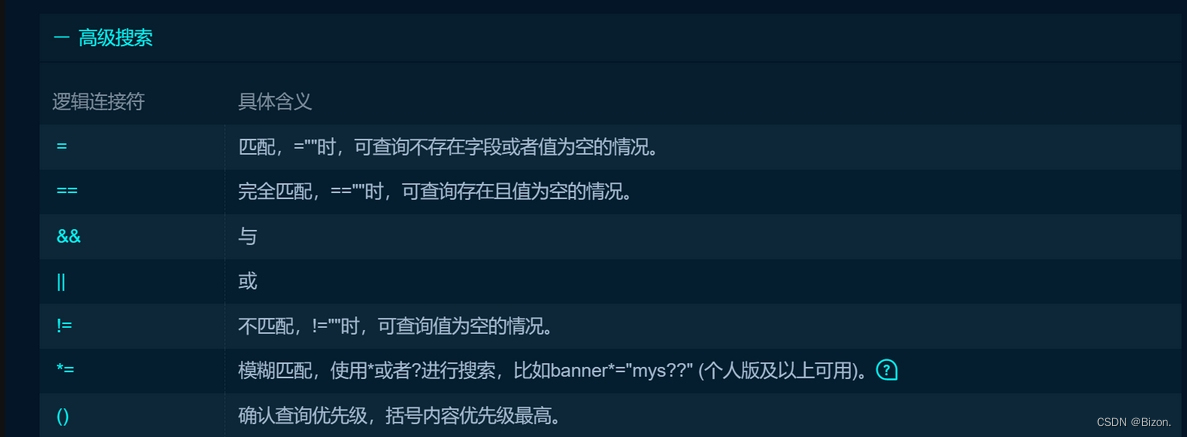 一 高级搜索
逻辑连接符 具体含义
= 匹配，=""时，可查询不存在字段或者值为空的情况。
== 完全匹配，==""时，可查询存在且值为空的情况。
&& 与
|| 或
!= 不匹配，!=""时，可查询值为空的情况。
*= 模糊匹配，使用*或者?进行搜索，比如banner*="mys??" (个人版及以上可用)。?
() 确认查询优先级，括号内容优先级最高。
CSDN @Bizon.